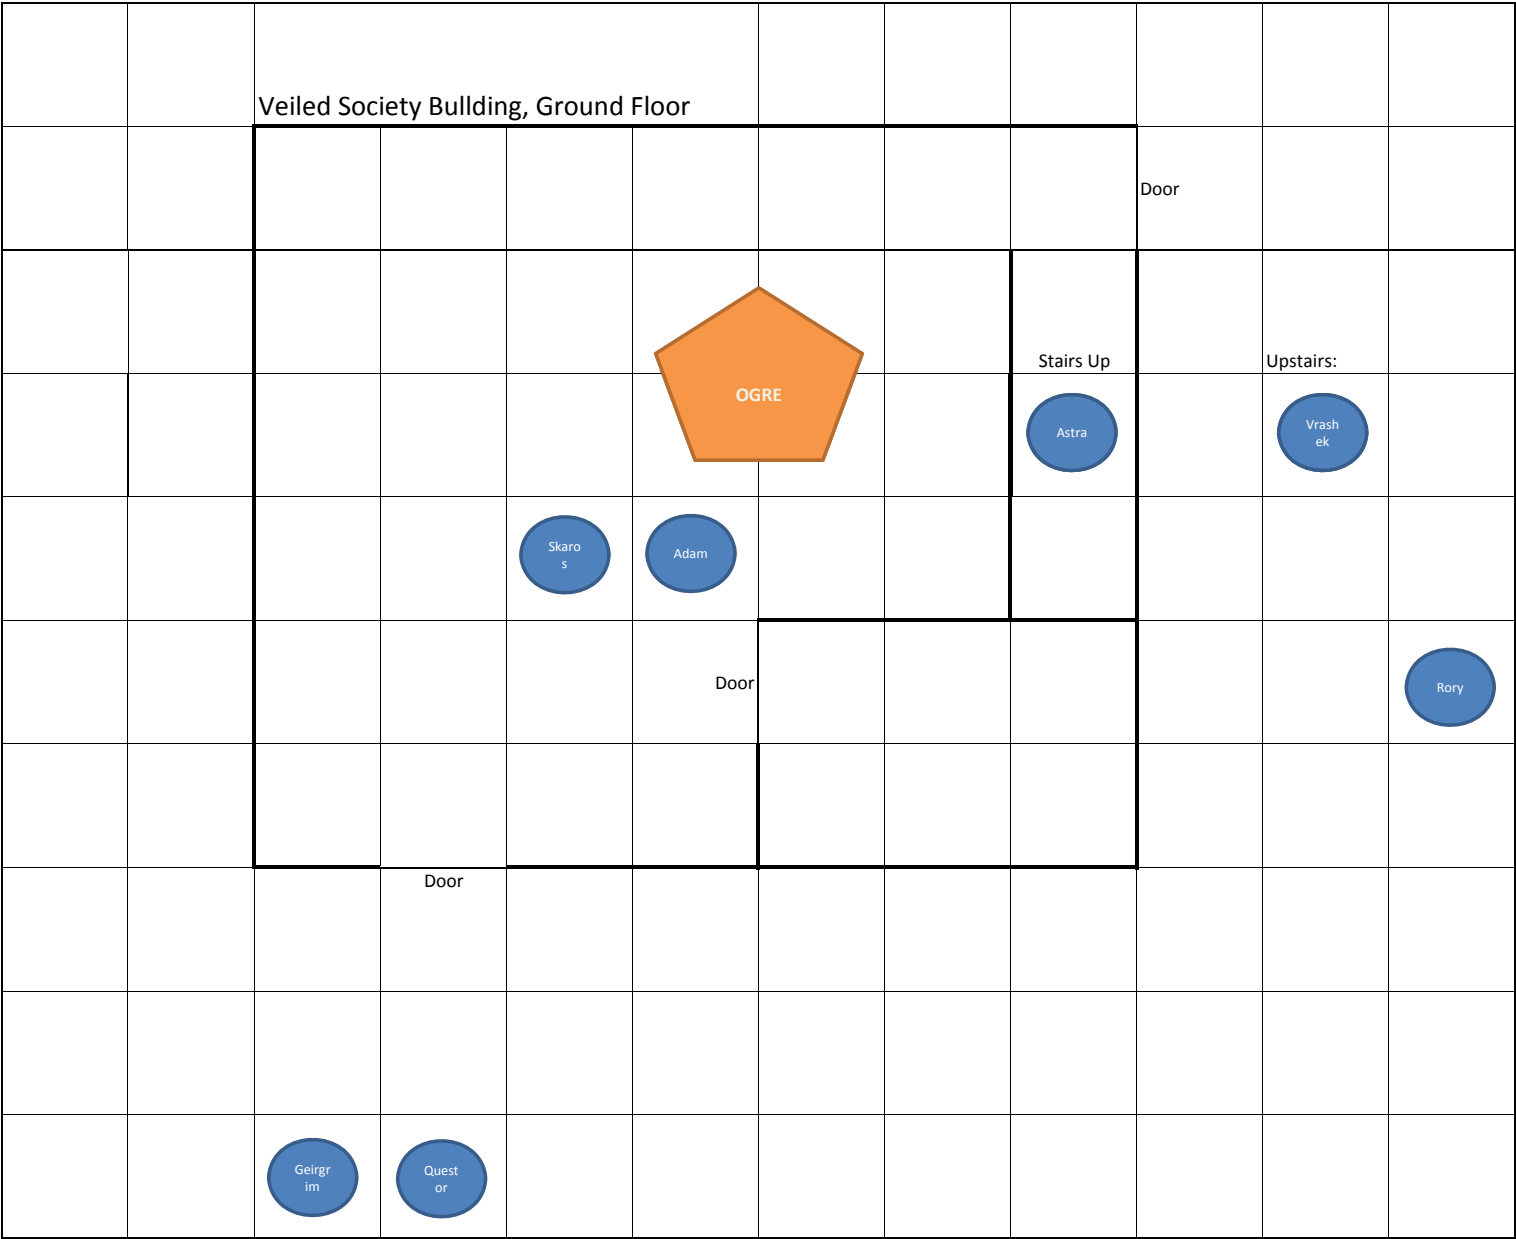 Veiled Society Bullding, Ground Floor
Door
Stairs Up
Upstairs:
OGRE
Astra
Vrash
ek
Skaro
s
Adam
Door
Rory
Door
Geirgr
im
Quest
or